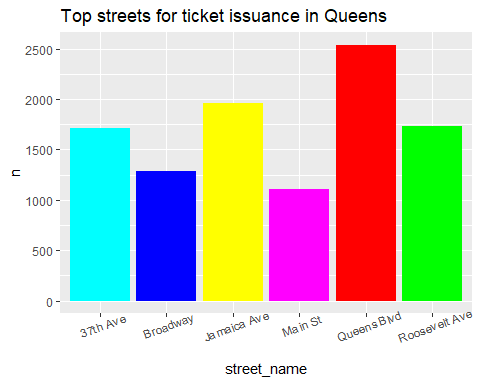 Top streets for ticket issuance in Queens
2500
2000
1500
1000
500
0
n
37th Ave
Broadway
Jamaica Ave
Main St
Queens Blvd
Roosevelt Ave
street_name